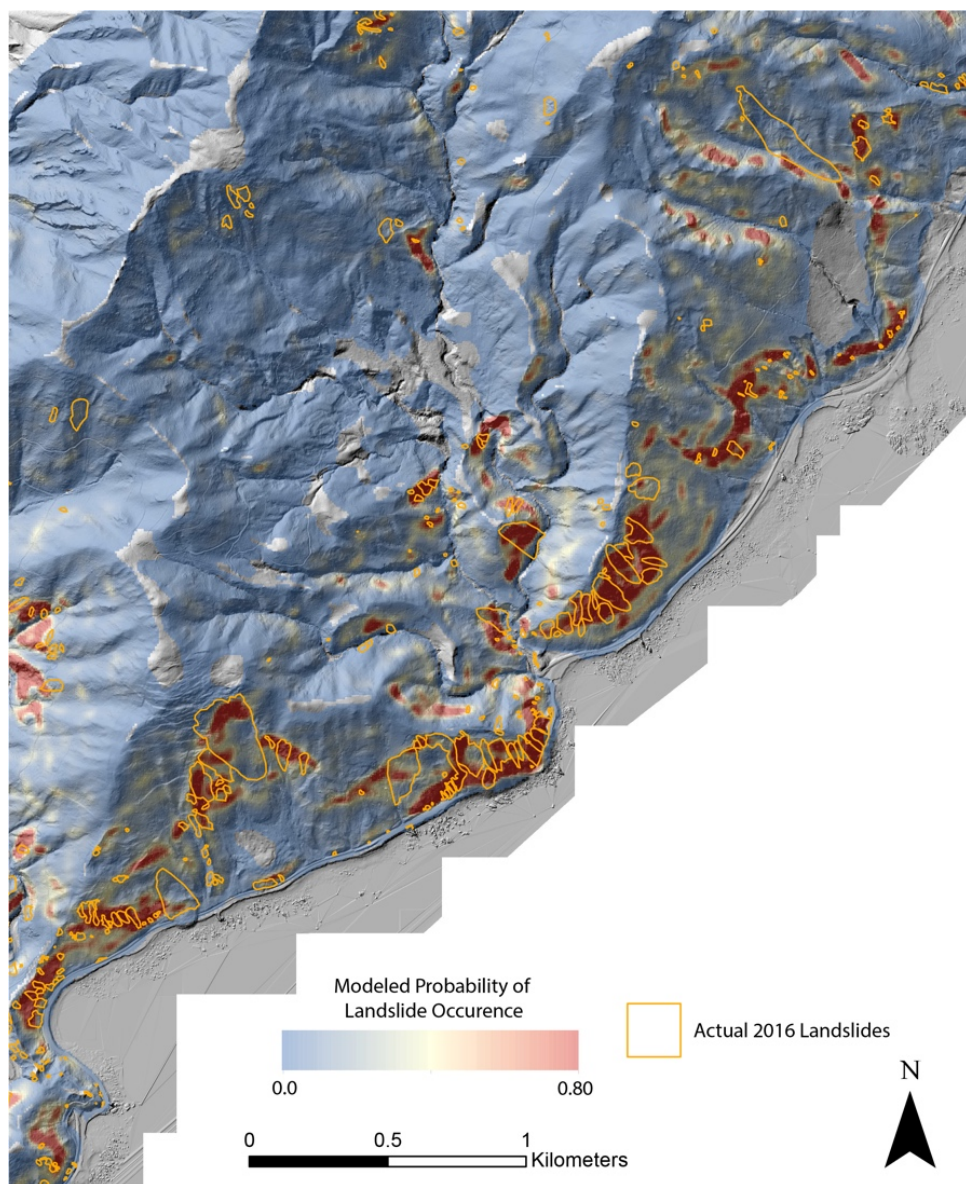 Modeled Probability of
Landslide Occurence
0.0 0.80
Actual 2016 Landslides
N
0 0.5 1
Kilometers